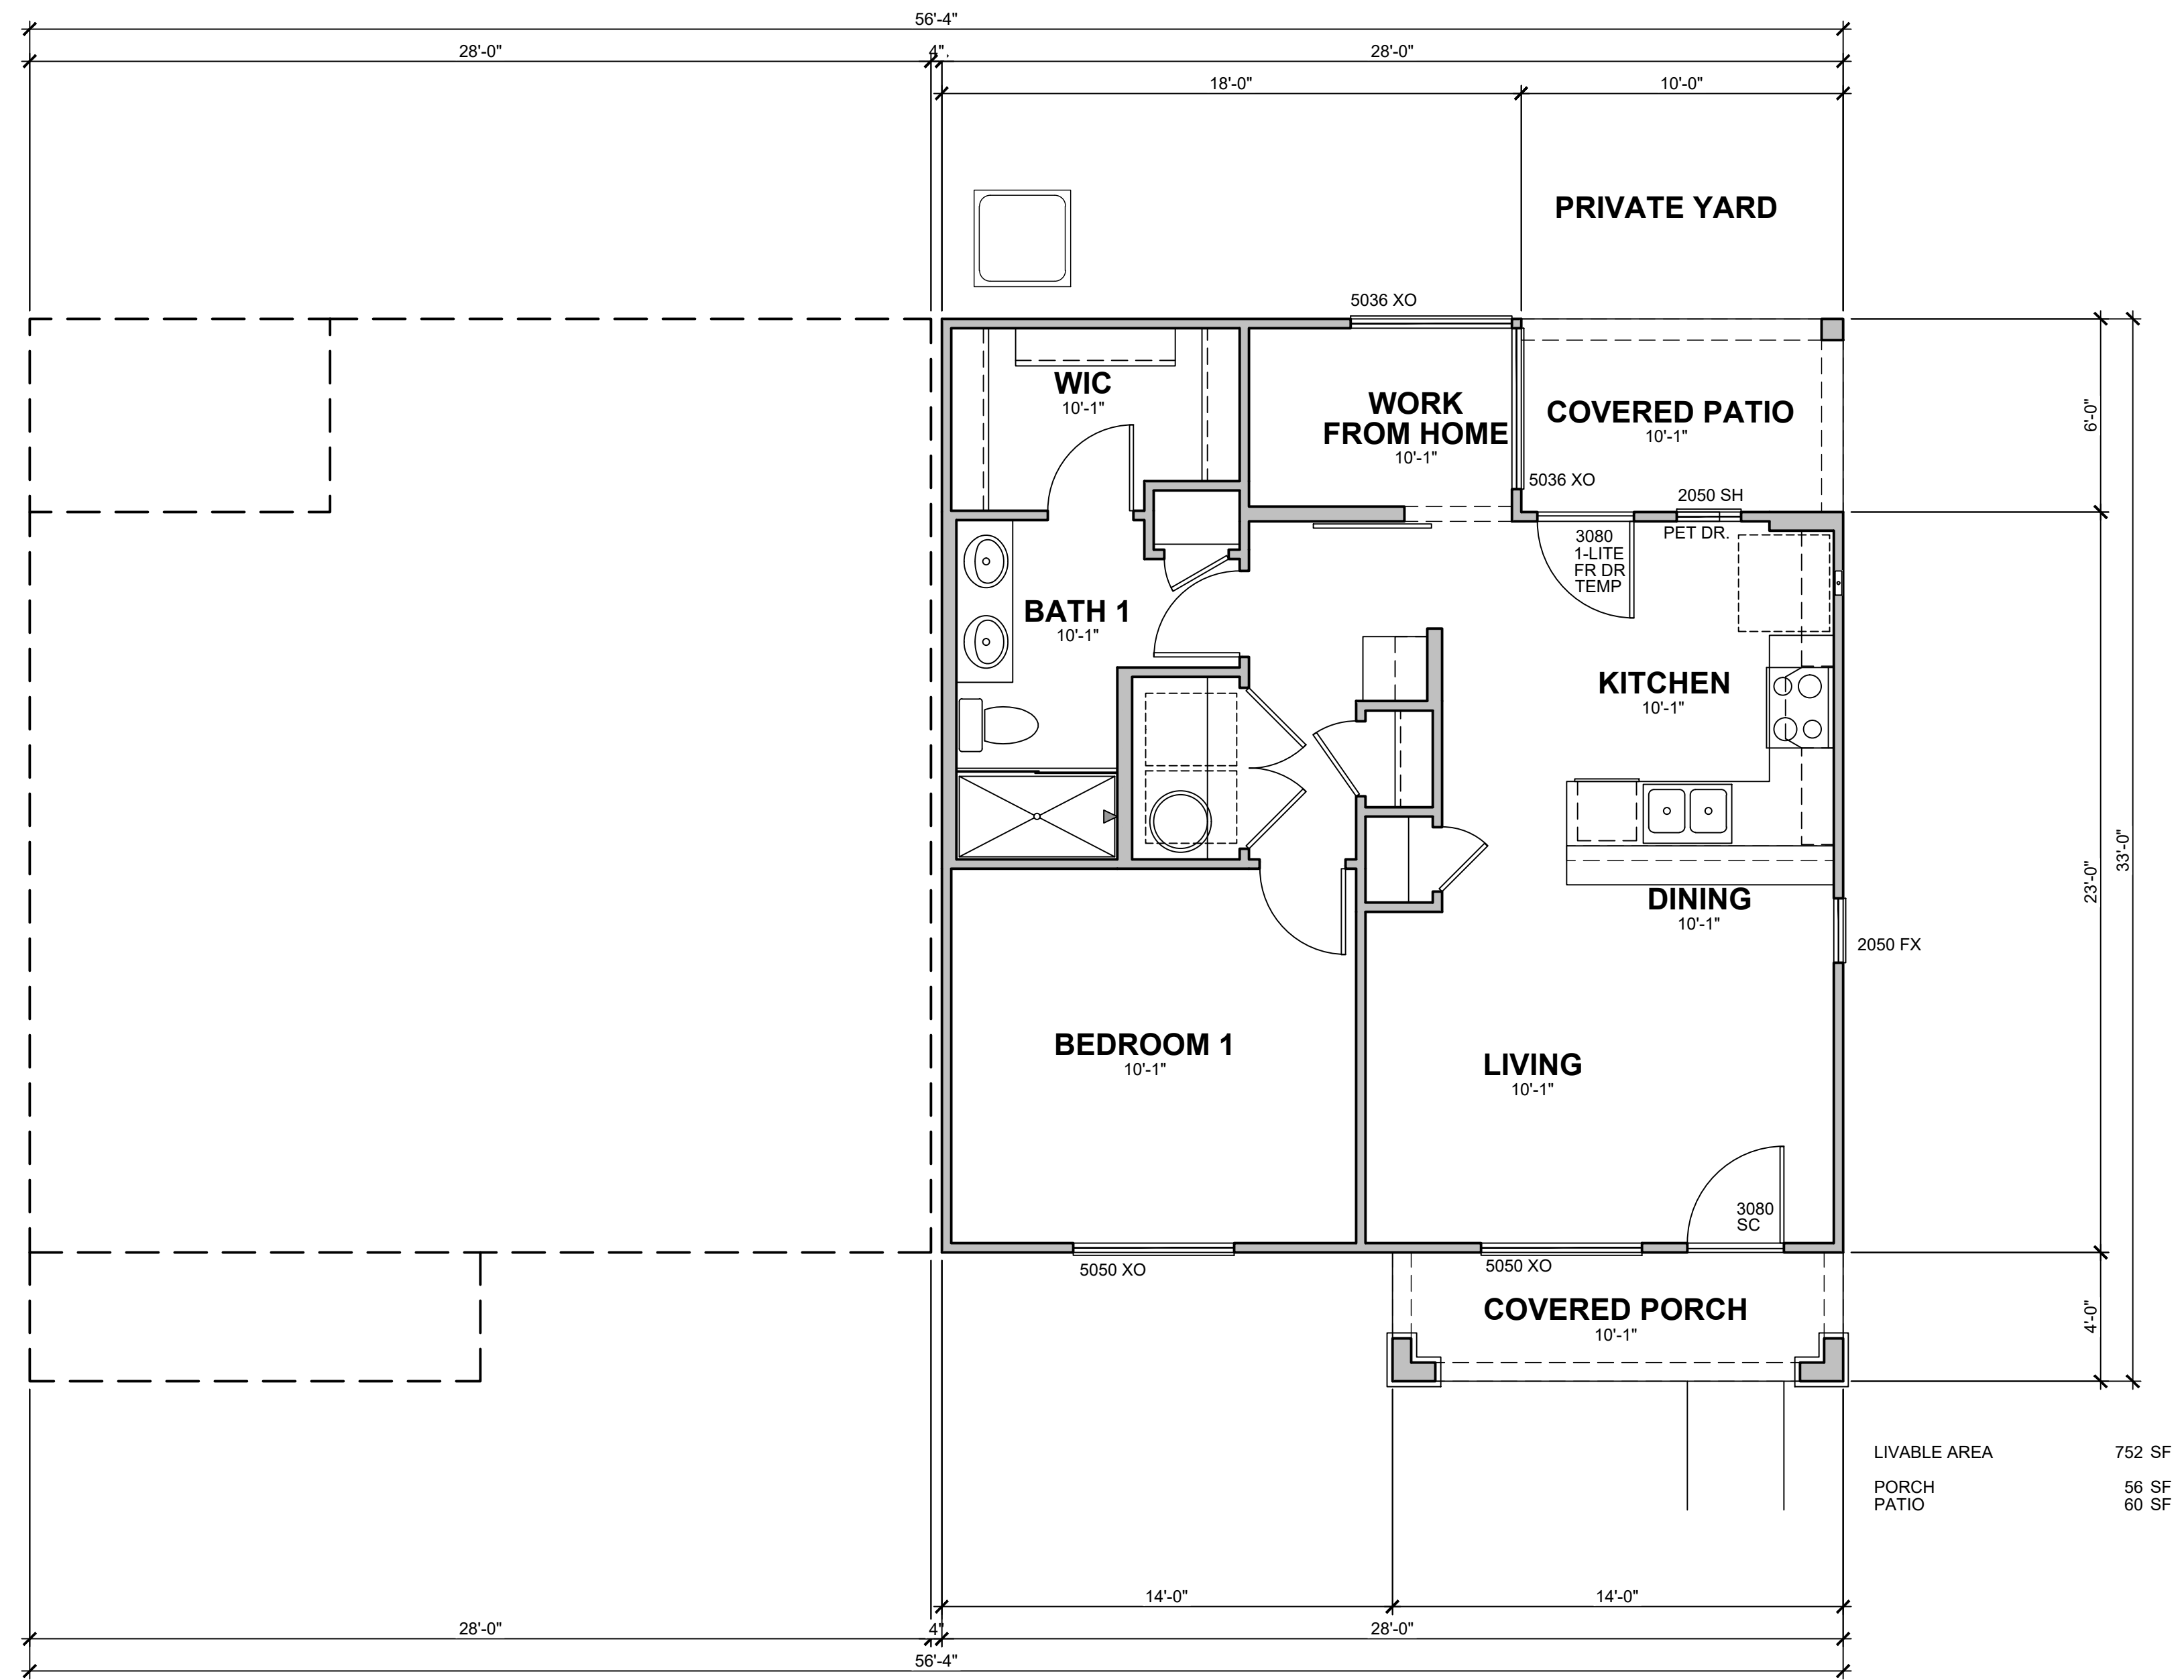 56'-4"
28'-0"
4"
28'-0"
18'-0"
10'-0"
PRIVATE YARD
5036 XO
WIC
10'-1"
WORK
FROM HOME
10'-1"
COVERED PATIO
10'-1"
6'-0"
5036 XO
2050 SH
PET DR.
3080
1-LITE
FR DR
TEMP
BATH 1
10'-1"
KITCHEN
10'-1"
33'-0"
23'-0"
DINING
10'-1"
2050 FX
BEDROOM 1
10'-1"
LIVING
10'-1"
3080
SC
5050 XO
5050 XO
COVERED PORCH
10'-1"
4'-0"
LIVABLE AREA 752 SF
PORCH 56 SF
PATIO 60 SF
14'-0"
14'-0"
28'-0"
4"
28'-0"
56'-4"